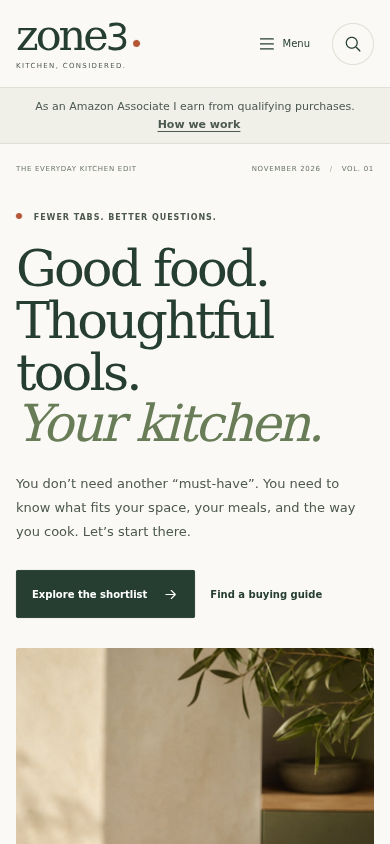 zone3
KITCHEN, CONSIDERED.
Menu
As an Amazon Associate I earn from qualifying purchases.
How we work
THE EVERYDAY KITCHEN EDIT
NOVEMBER 2026 / VOL. 01
FEWER TABS. BETTER QUESTIONS.
Good food.
Thoughtful
tools.
Your kitchen.
You don’t need another “must-have”. You need to
know what fits your space, your meals, and the way
you cook. Let’s start there.
Explore the shortlist →
Find a buying guide